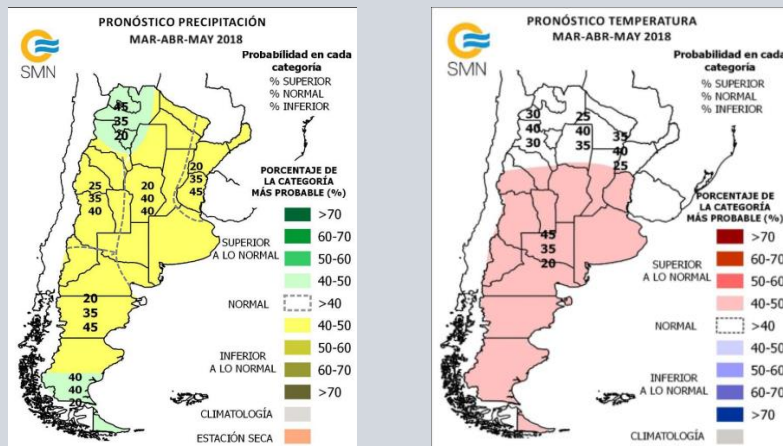 PRONÓSTICO PRECIPITACIÓN
MAR-ABR-MAY 2018
SMN
Probabilidad en cada
categoría
% SUPERIOR
% NORMAL
% INFERIOR
45
35
20
20
35
45
25
35
40
20
40
40
20
35
45
40
40
20
PORCENTAJE DE
LA CATEGORÍA
MÁS PROBABLE (%)
SUPERIOR
A LO NORMAL
>70
60-70
50-60
40-50
NORMAL
>40
INFERIOR
A LO NORMAL
40-50
50-60
60-70
>70
CLIMATOLOGÍA
ESTACIÓN SECA
PRONÓSTICO TEMPERATURA
MAR-ABR-MAY 2018
SMN
Probabilidad en cada
categoría
% SUPERIOR
% NORMAL
% INFERIOR
30
40
30
25
40
35
35
40
25
45
35
20
PORCENTAJE DE
LA CATEGORÍA
MÁS PROBABLE (%)
SUPERIOR
A LO NORMAL
>70
60-70
50-60
40-50
NORMAL
>40
INFERIOR
A LO NORMAL
40-50
50-60
60-70
>70
CLIMATOLOGÍA